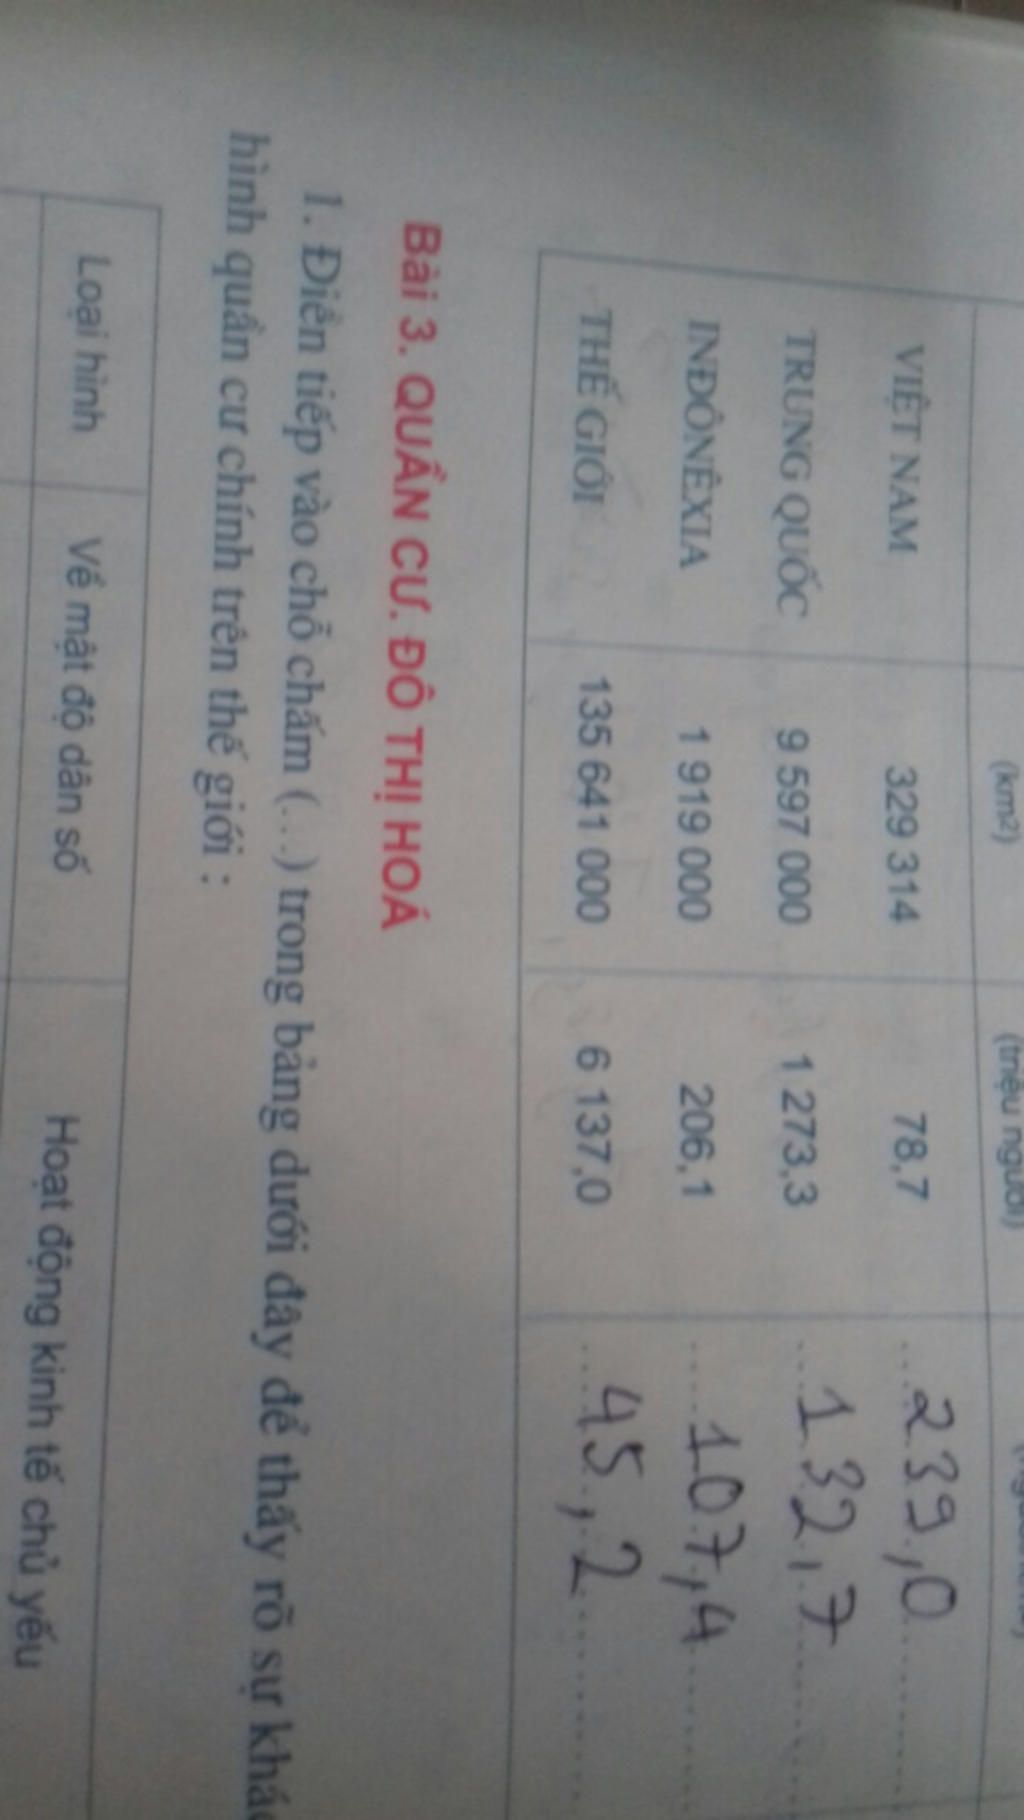 (km²) (triệu người)
VIỆT NAM 329 314 78,7 ...239,0...
TRUNG QUỐC 9 597 000 1 273,3 ...132,7...
INĐÔNÊXIA 1 919 000 206,1 ...107,4...
THẾ GIỚI 135 641 000 6 137,0 ...45,2...
Bài 3. QUẦN CƯ. ĐÔ THỊ HOÁ
1. Điền tiếp vào chỗ chấm (...) trong bảng dưới đây để thấy rõ sự khác
hình quần cư chính trên thế giới :
Loại hình Về mật độ dân số Hoạt động kinh tế chủ yếu